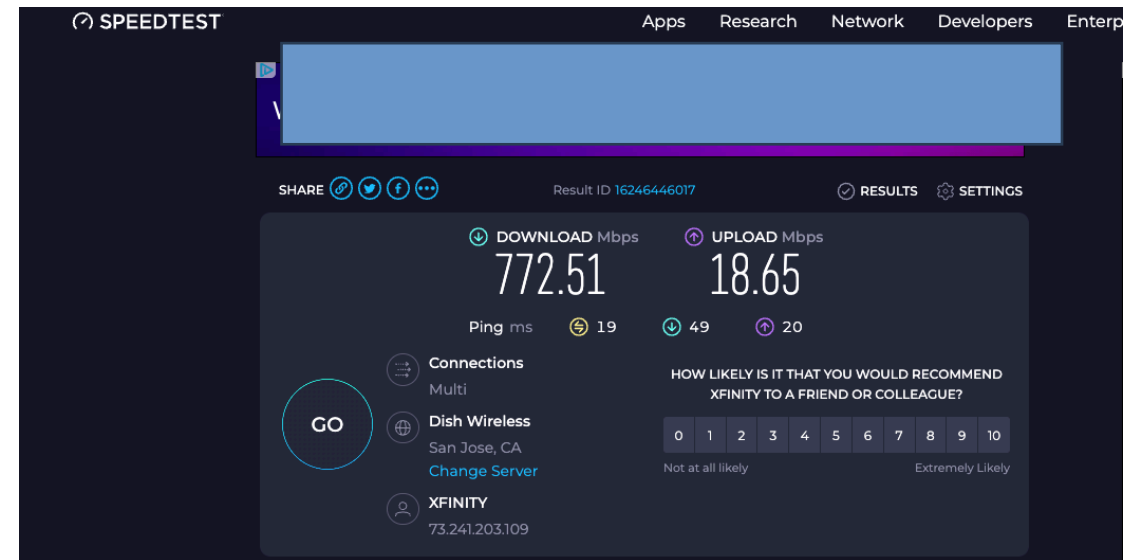 SPEEDTEST
Apps Research Network Developers Enterp
SHARE Result ID 16246446017 RESULTS SETTINGS
DOWNLOAD Mbps UPLOAD Mbps
772.51 18.65
Ping ms 19 49 20
Connections
Multi
GO
Dish Wireless
San Jose, CA
Change Server
XFINITY
73.241.203.109
HOW LIKELY IS IT THAT YOU WOULD RECOMMEND
XFINITY TO A FRIEND OR COLLEAGUE?
0 1 2 3 4 5 6 7 8 9 10
Not at all likely Extremely Likely